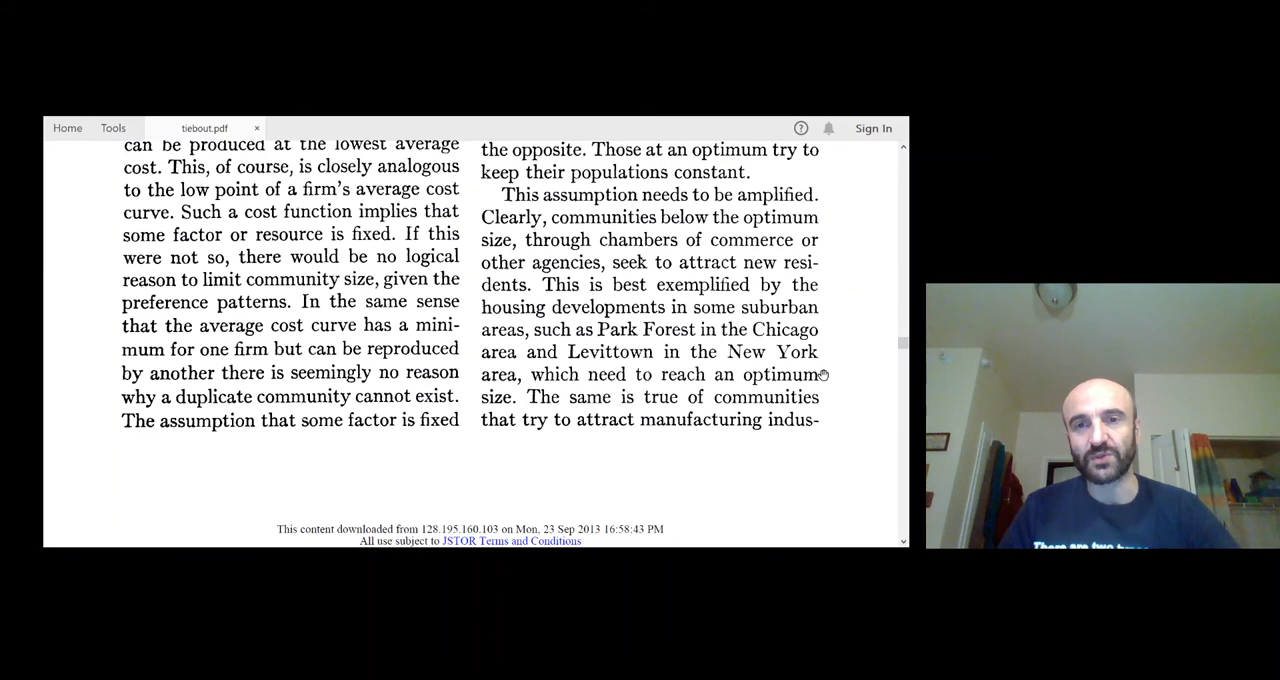 Home Tools tiebout.pdf × ? Sign In
can be produced at the lowest average
cost. This, of course, is closely analogous
to the low point of a firm's average cost
curve. Such a cost function implies that
some factor or resource is fixed. If this
were not so, there would be no logical
reason to limit community size, given the
preference patterns. In the same sense
that the average cost curve has a mini-
mum for one firm but can be reproduced
by another there is seemingly no reason
why a duplicate community cannot exist.
The assumption that some factor is fixed
the opposite. Those at an optimum try to
keep their populations constant.
This assumption needs to be amplified.
Clearly, communities below the optimum
size, through chambers of commerce or
other agencies, seek to attract new resi-
dents. This is best exemplified by the
housing developments in some suburban
areas, such as Park Forest in the Chicago
area and Levittown in the New York
area, which need to reach an optimum
size. The same is true of communities
that try to attract manufacturing indus-
This content downloaded from 128.195.160.103 on Mon, 23 Sep 2013 16:58:43 PM
All use subject to JSTOR Terms and Conditions
There are two